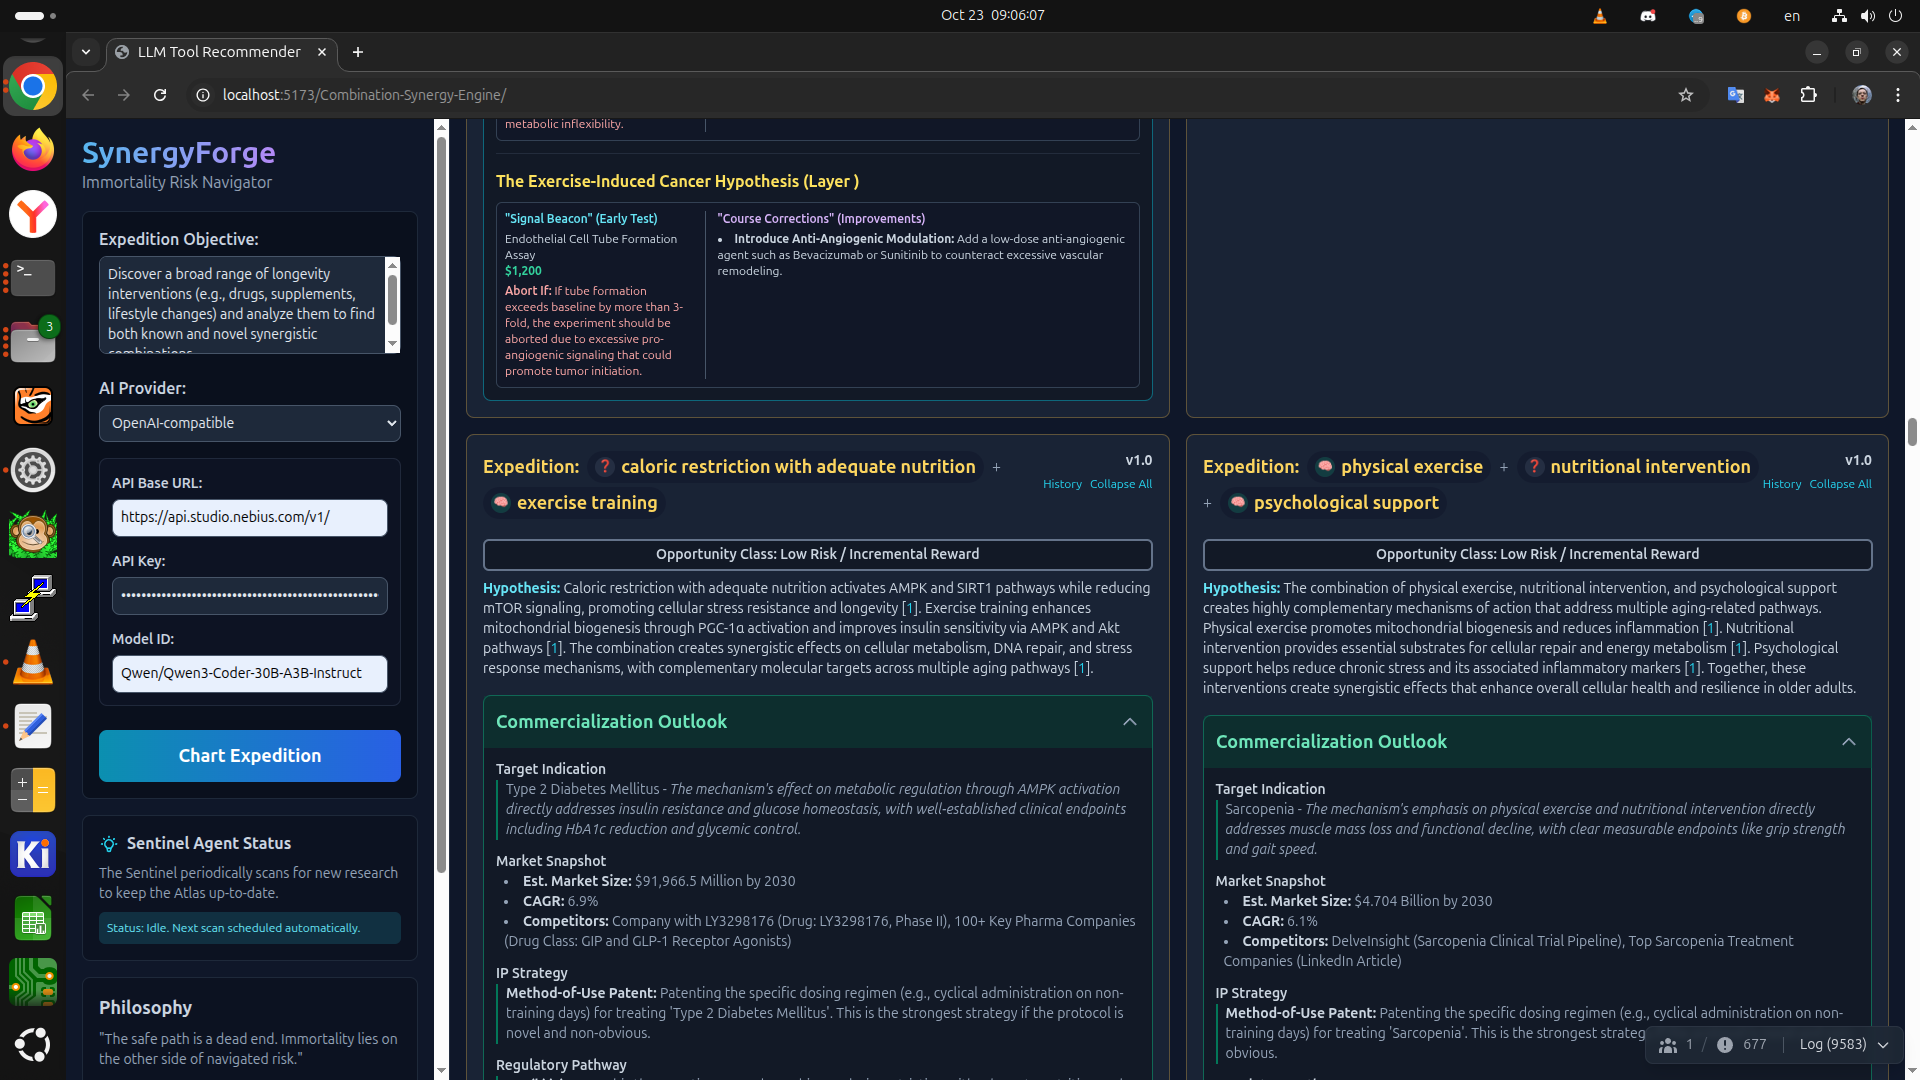 Oct 23 09:06:07
en
LLM Tool Recommender
localhost:5173/Combination-Synergy-Engine/
3
SynergyForge
Immortality Risk Navigator
Expedition Objective:
Discover a broad range of longevity
interventions (e.g., drugs, supplements,
lifestyle changes) and analyze them to find
both known and novel synergistic
combinations
AI Provider:
OpenAI-compatible
API Base URL:
https://api.studio.nebius.com/v1/
API Key:
Model ID:
Qwen/Qwen3-Coder-30B-A3B-Instruct
Chart Expedition
Sentinel Agent Status
The Sentinel periodically scans for new research
to keep the Atlas up-to-date.
Status: Idle. Next scan scheduled automatically.
Philosophy
"The safe path is a dead end. Immortality lies on
the other side of navigated risk."
metabolic inflexibility.
The Exercise-Induced Cancer Hypothesis (Layer )
"Signal Beacon" (Early Test)
Endothelial Cell Tube Formation
Assay
$1,200
Abort If: If tube formation
exceeds baseline by more than 3-
fold, the experiment should be
aborted due to excessive pro-
angiogenic signaling that could
promote tumor initiation.
"Course Corrections" (Improvements)
• Introduce Anti-Angiogenic Modulation: Add a low-dose anti-angiogenic
agent such as Bevacizumab or Sunitinib to counteract excessive vascular
remodeling.
Expedition: ❓ caloric restriction with adequate nutrition +
🧠 exercise training
v1.0
History Collapse All
Opportunity Class: Low Risk / Incremental Reward
Hypothesis: Caloric restriction with adequate nutrition activates AMPK and SIRT1 pathways while reducing
mTOR signaling, promoting cellular stress resistance and longevity [1]. Exercise training enhances
mitochondrial biogenesis through PGC-1α activation and improves insulin sensitivity via AMPK and Akt
pathways [1]. The combination creates synergistic effects on cellular metabolism, DNA repair, and stress
response mechanisms, with complementary molecular targets across multiple aging pathways [1].
Commercialization Outlook
Target Indication
Type 2 Diabetes Mellitus - The mechanism's effect on metabolic regulation through AMPK activation
directly addresses insulin resistance and glucose homeostasis, with well-established clinical endpoints
including HbA1c reduction and glycemic control.
Market Snapshot
• Est. Market Size: $91,966.5 Million by 2030
• CAGR: 6.9%
• Competitors: Company with LY3298176 (Drug: LY3298176, Phase II), 100+ Key Pharma Companies
(Drug Class: GIP and GLP-1 Receptor Agonists)
IP Strategy
Method-of-Use Patent: Patenting the specific dosing regimen (e.g., cyclical administration on non-
training days) for treating 'Type 2 Diabetes Mellitus'. This is the strongest strategy if the protocol is
novel and non-obvious.
Regulatory Pathway
Expedition: 🧠 physical exercise + ❓ nutritional intervention
+ 🧠 psychological support
v1.0
History Collapse All
Opportunity Class: Low Risk / Incremental Reward
Hypothesis: The combination of physical exercise, nutritional intervention, and psychological support
creates highly complementary mechanisms of action that address multiple aging-related pathways.
Physical exercise promotes mitochondrial biogenesis and reduces inflammation [1]. Nutritional
intervention provides essential substrates for cellular repair and energy metabolism [1]. Psychological
support helps reduce chronic stress and its associated inflammatory markers [1]. Together, these
interventions create synergistic effects that enhance overall cellular health and resilience in older adults.
Commercialization Outlook
Target Indication
Sarcopenia - The mechanism's emphasis on physical exercise and nutritional intervention directly
addresses muscle mass loss and functional decline, with clear measurable endpoints like grip strength
and gait speed.
Market Snapshot
• Est. Market Size: $4.704 Billion by 2030
• CAGR: 6.1%
• Competitors: DelveInsight (Sarcopenia Clinical Trial Pipeline), Top Sarcopenia Treatment
Companies (LinkedIn Article)
IP Strategy
Method-of-Use Patent: Patenting the specific dosing regimen (e.g., cyclical administration on non-
training days) for treating 'Sarcopenia'. This is the strongest
obvious.
1 / 677 Log (9583)